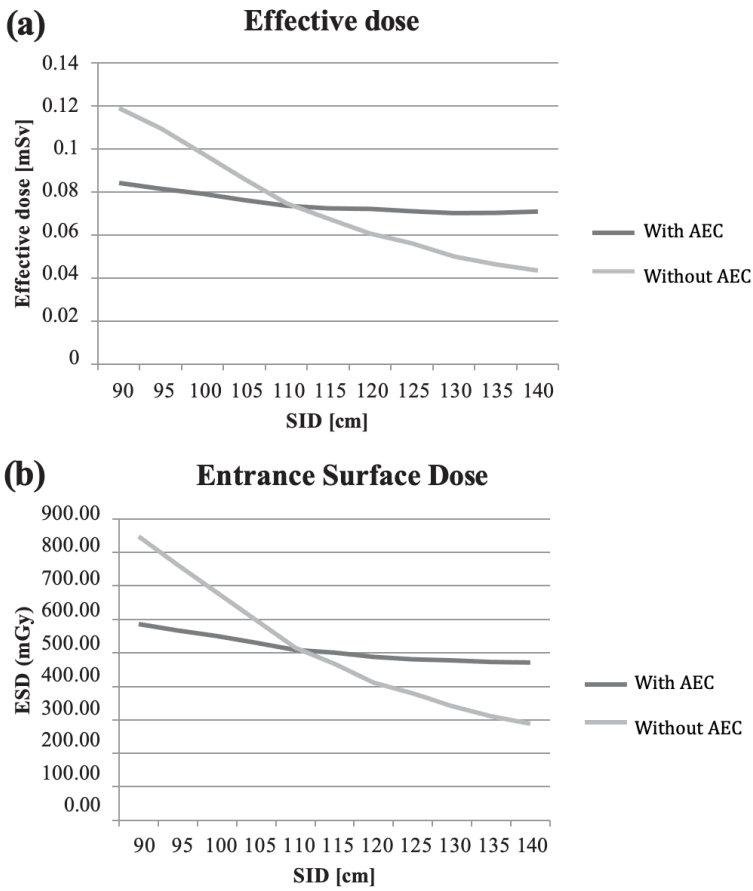 (a)
Effective dose
0.14
0.12
0.1
0.08
0.06
0.04
0.02
0
Effective dose [mSv]
90 95 100 105 110 115 120 125 130 135 140
SID [cm]
With AEC
Without AEC
(b)
Entrance Surface Dose
900.00
800.00
700.00
600.00
500.00
400.00
300.00
200.00
100.00
0.00
ESD (mGy)
90 95 100 105 110 115 120 125 130 135 140
SID [cm]
With AEC
Without AEC